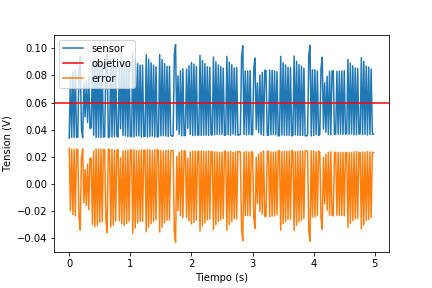 sensor
objetivo
error
Tension (V)
0.10
0.08
0.06
0.04
0.02
0.00
−0.02
−0.04
0 1 2 3 4 5
Tiempo (s)